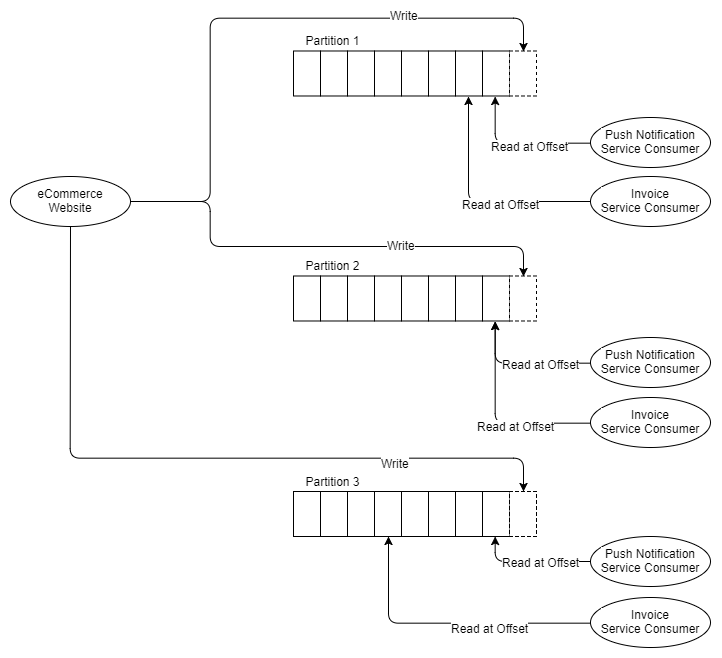 Write
Partition 1
Push Notification
Service Consumer
Read at Offset
eCommerce
Website
Invoice
Service Consumer
Read at Offset
Write
Partition 2
Push Notification
Service Consumer
Read at Offset
Invoice
Service Consumer
Read at Offset
Write
Partition 3
Push Notification
Service Consumer
Read at Offset
Invoice
Service Consumer
Read at Offset